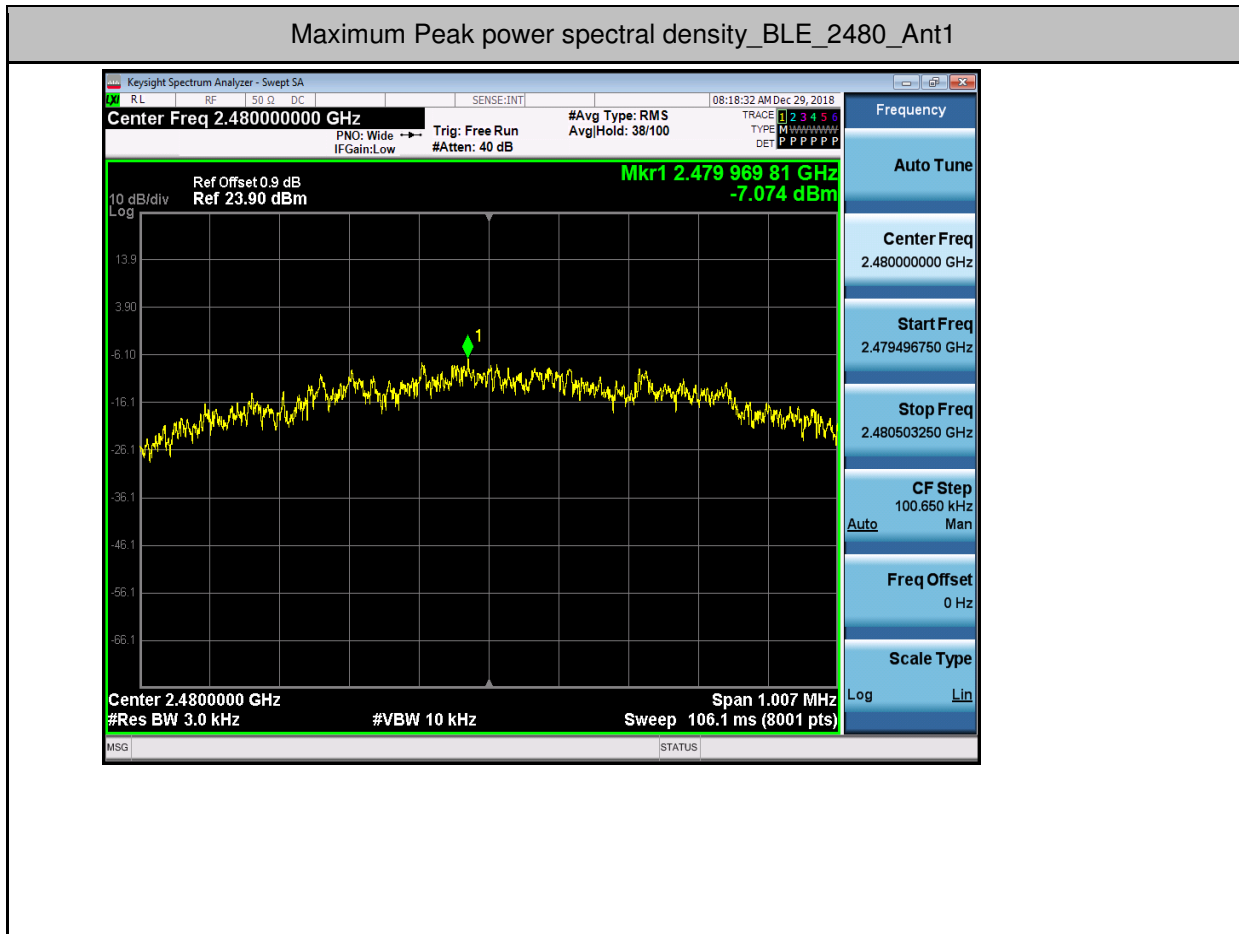 Maximum Peak power spectral density_BLE_2480_Ant1
Keysight Spectrum Analyzer - Swept SA
LXI RL RF 50 Ω DC SENSE:INT 08:18:32 AM Dec 29, 2018
Center Freq 2.480000000 GHz
PNO: Wide
IFGain:Low
Trig: Free Run
#Atten: 40 dB
#Avg Type: RMS
Avg|Hold: 38/100
TRACE 1 2 3 4 5 6
TYPE M W W W W W
DET P P P P P P
Mkr1 2.479 969 81 GHz
-7.074 dBm
Ref Offset 0.9 dB
10 dB/div Ref 23.90 dBm
Log
13.9
3.90
1
-6.10
-16.1
-26.1
-36.1
-46.1
-56.1
-66.1
Center 2.4800000 GHz Span 1.007 MHz
#Res BW 3.0 kHz #VBW 10 kHz Sweep 106.1 ms (8001 pts)
MSG STATUS
Frequency
Auto Tune
Center Freq
2.480000000 GHz
Start Freq
2.479496750 GHz
Stop Freq
2.480503250 GHz
CF Step
100.650 kHz
Auto Man
Freq Offset
0 Hz
Scale Type
Log Lin